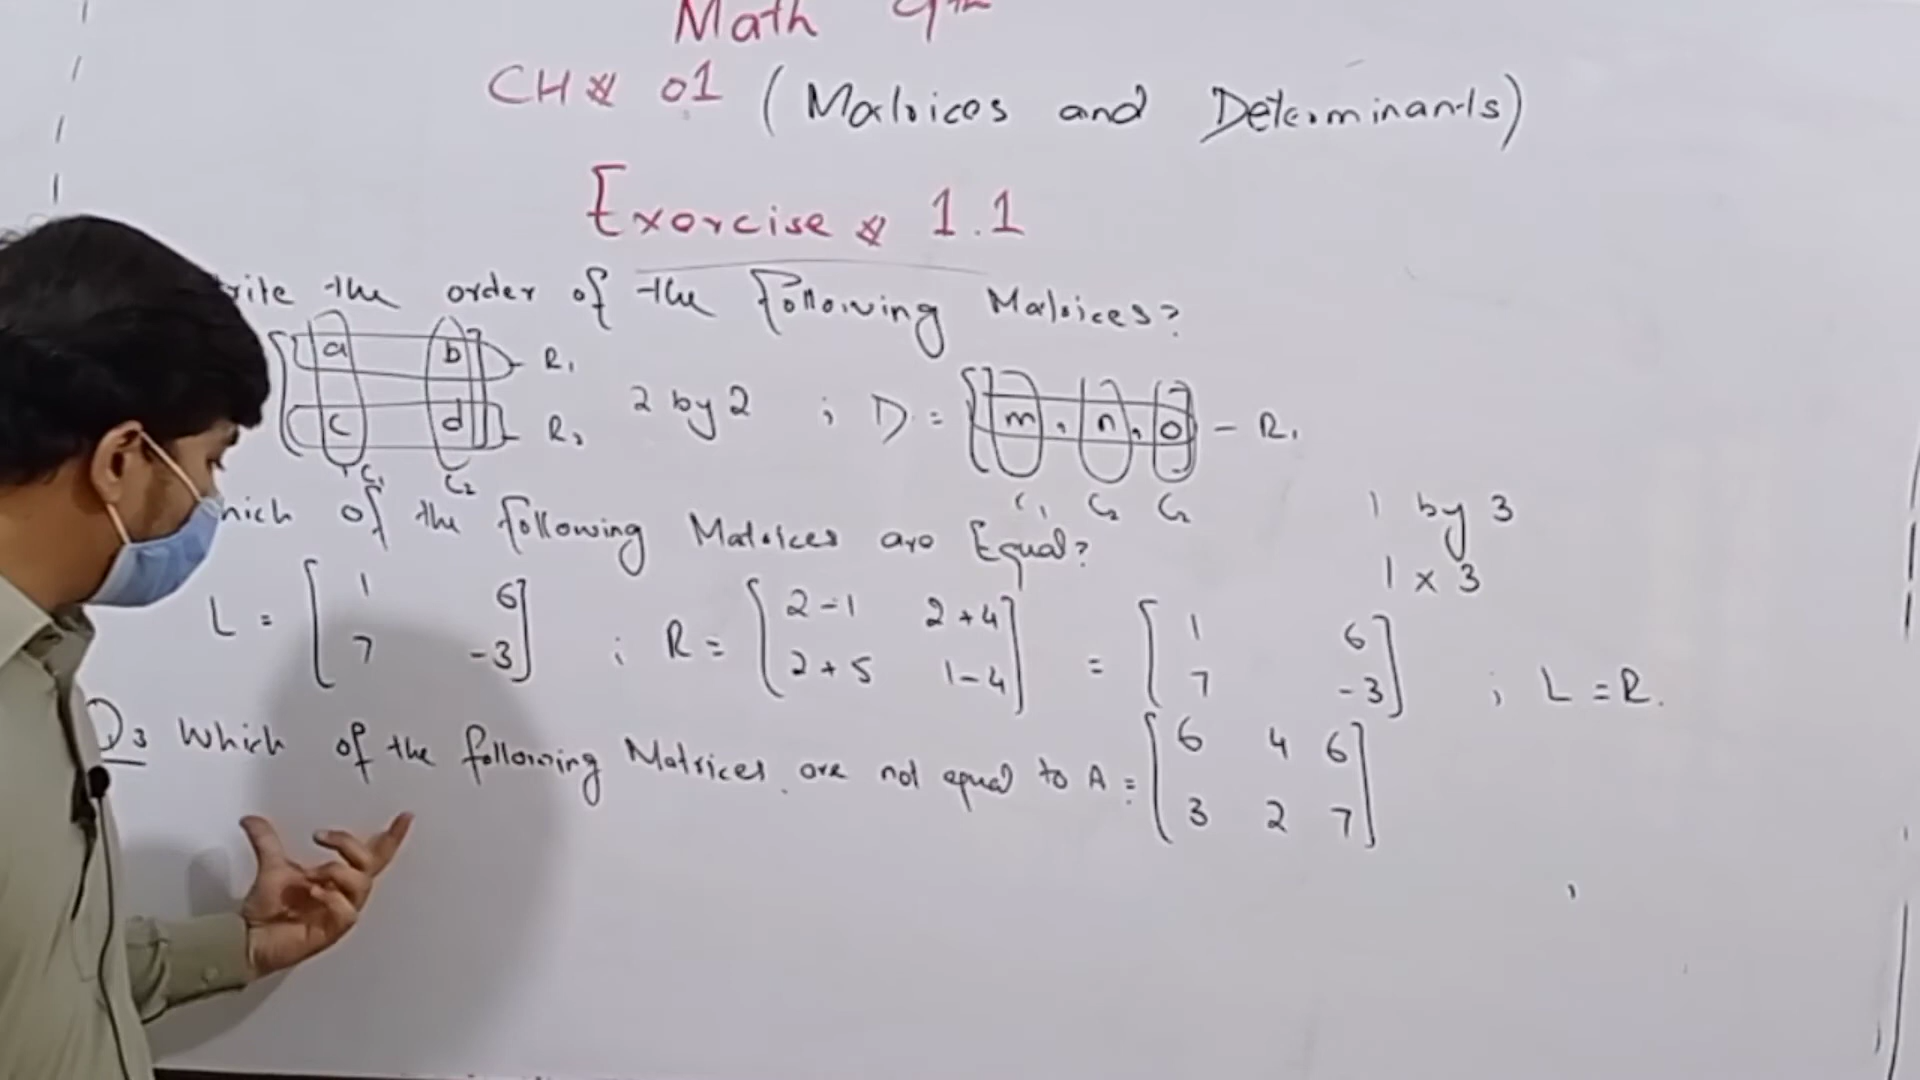 Math 9th
CH# 01 (Matrices and Determinants)
Exercise # 1.1
rite the order of the Following Matrices?
a b R1
c d R2 2 by 2 ; D = [m, n, o] - R1
C1 C2
C1 C2 C2
1 by 3
hich of the following Matrices are Equal?
1 x 3
L = [1 6 ; R = [2-1 2+4] = [1 6
7 -3] 2+5 1-4] 7 -3] ; L = R.
Q3 Which of the following Matrices are not equal to A = [6 4 6
3 2 7]